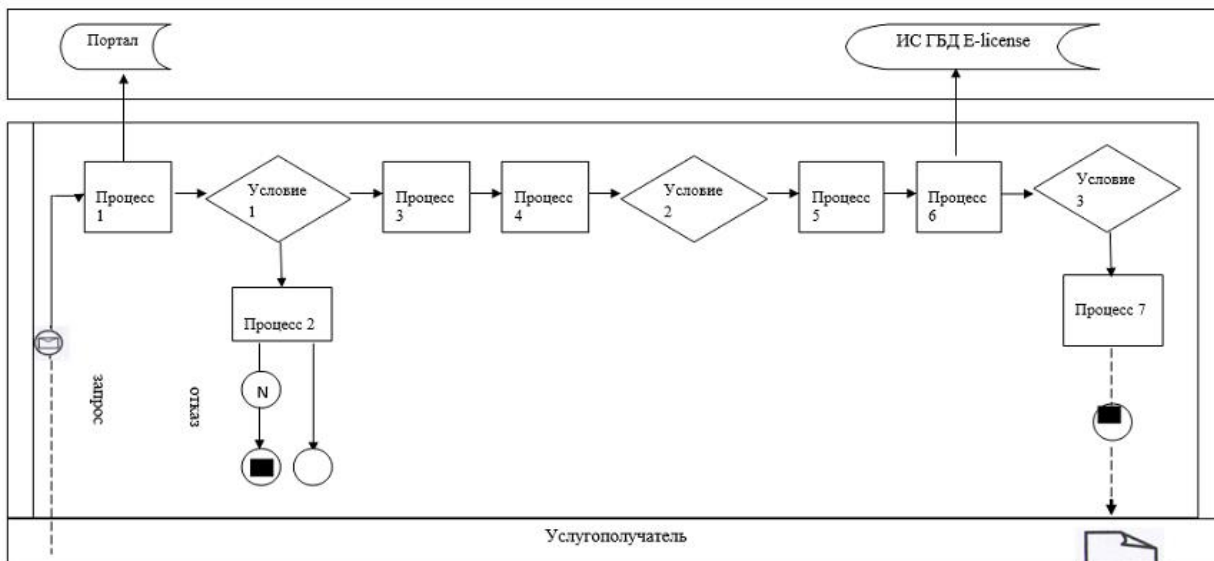 Портал
ИС ГБД E-license
Процесс
1
Условие
1
Процесс
3
Процесс
4
Условие
2
Процесс
5
Процесс
6
Условие
3
Процесс 2
Процесс 7
N
запрос
отказ
Услугополучатель